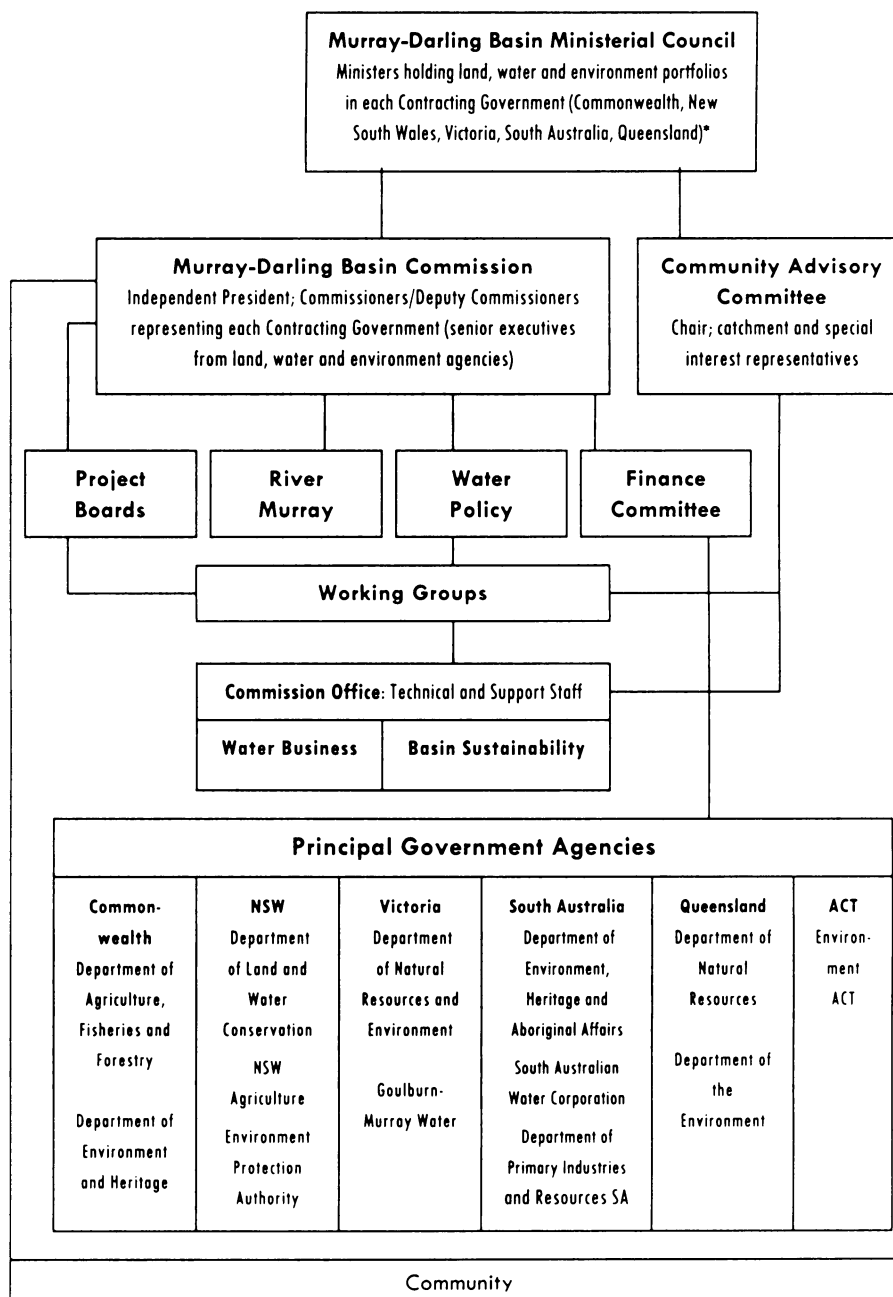 Murray-Darling Basin Ministerial Council
Ministers holding land, water and environment portfolios
in each Contracting Government (Commonwealth, New
South Wales, Victoria, South Australia, Queensland)*
Murray-Darling Basin Commission
Independent President; Commissioners/Deputy Commissioners
representing each Contracting Government (senior executives
from land, water and environment agencies)
Community Advisory
Committee
Chair; catchment and special
interest representatives
Project
Boards
River
Murray
Water
Policy
Finance
Committee
Working Groups
Commission Office: Technical and Support Staff
Water Business
Basin Sustainability
Principal Government Agencies
Common-
wealth
Department of
Agriculture,
Fisheries and
Forestry
Department of
Environment
and Heritage
NSW
Department
of Land and
Water
Conservation
NSW
Agriculture
Environment
Protection
Authority
Victoria
Department
of Natural
Resources and
Environment
Goulburn-
Murray Water
South Australia
Department of
Environment,
Heritage and
Aboriginal Affairs
South Australian
Water Corporation
Department of
Primary Industries
and Resources SA
Queensland
Department of
Natural
Resources
Department of
the
Environment
ACT
Environ-
ment
ACT
Community